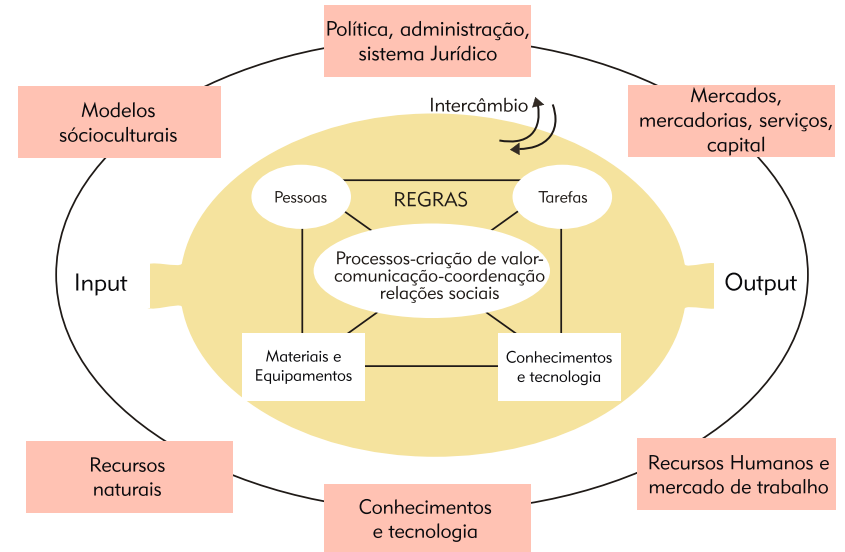 Política, administração,
sistema Jurídico
Modelos
sócioculturais
Mercados,
mercadorias, serviços,
capital
Intercâmbio
Pessoas
REGRAS
Tarefas
Processos-criação de valor-
comunicação-coordenação
relações sociais
Input
Output
Materiais e
Equipamentos
Conhecimentos
e tecnologia
Recursos
naturais
Recursos Humanos e
mercado de trabalho
Conhecimentos
e tecnologia